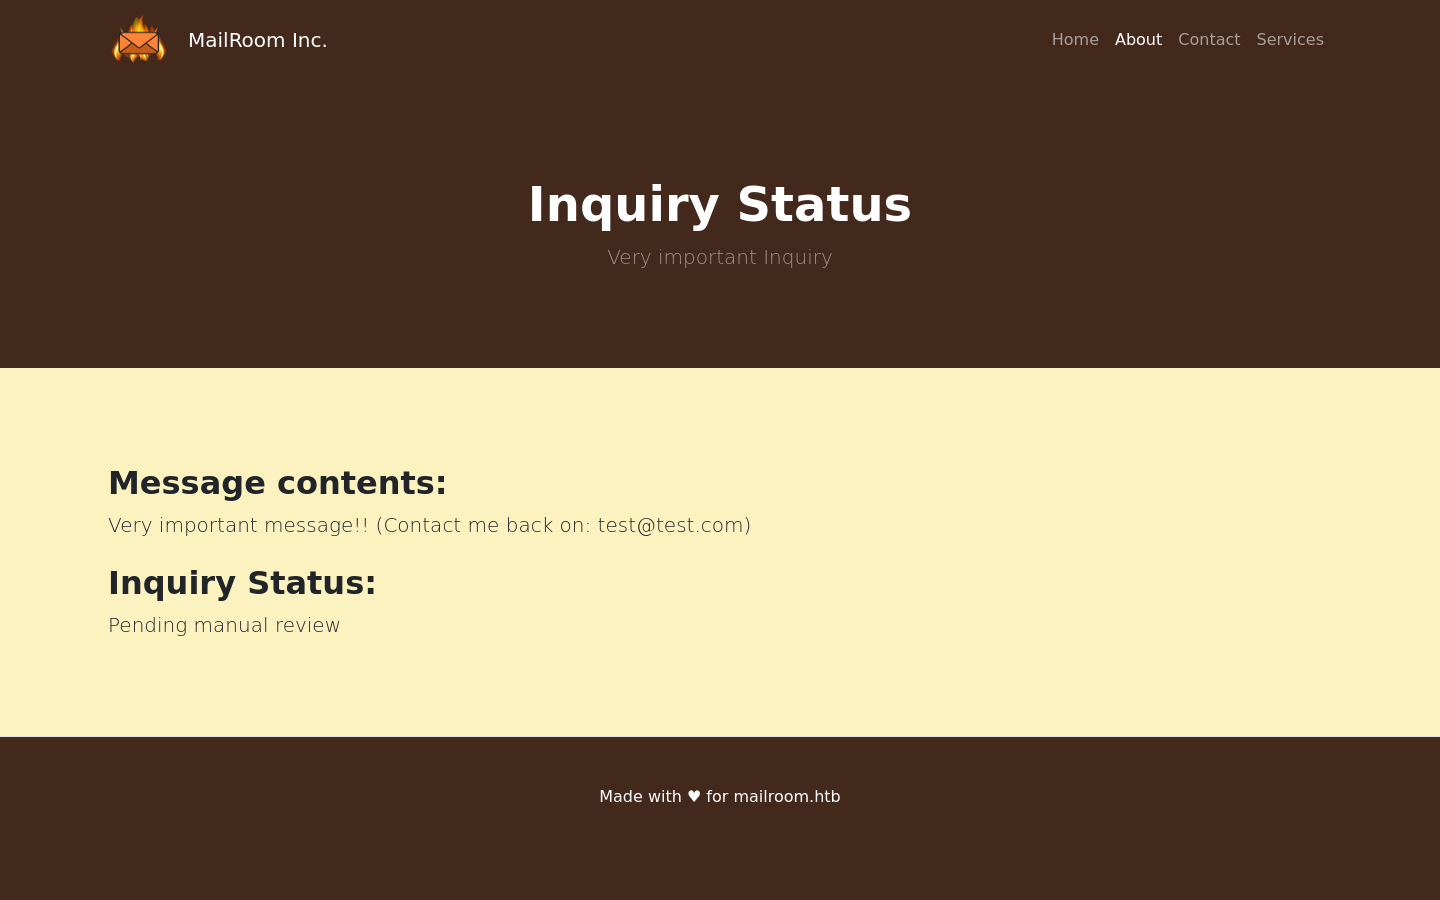 MailRoom Inc.
Home About Contact Services
Inquiry Status
Very important Inquiry
Message contents:
Very important message!! (Contact me back on: test@test.com)
Inquiry Status:
Pending manual review
Made with ♥ for mailroom.htb